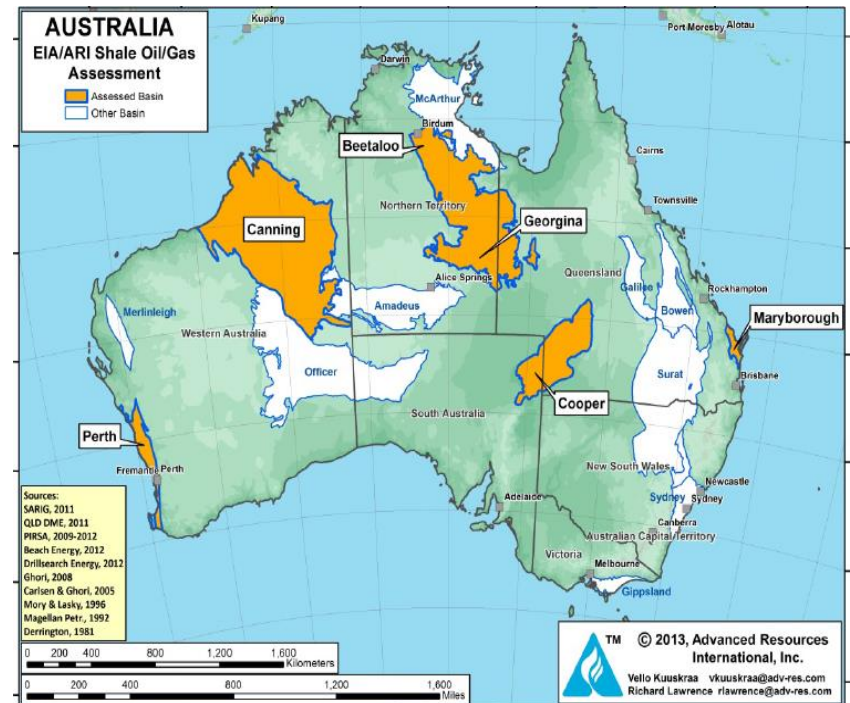 AUSTRALIA
EIA/ARI Shale Oil/Gas
Assessment
Assessed Basin
Other Basin
Kupang
Port Moresby
Alotau
Darwin
McArthur
Birdum
Beetaloo
Cairns
Northern Territory
Townsville
Georgina
Canning
Queensland
Alice Springs
Galilee
Rockhampton
Merlinleigh
Amadeus
Bowen
Maryborough
Western Australia
Officer
Surat
Brisbane
Cooper
South Australia
Perth
Fremantle
Perth
New South Wales
Newcastle
Sydney
Sydney
Adelaide
Canberra
Australian Capital Territory
Victoria
Melbourne
Gippsland
Sources:
SARIG, 2011
QLD DME, 2011
PIRSA, 2009-2012
Beach Energy, 2012
Drillsearch Energy, 2012
Ghori, 2008
Carlsen & Ghori, 2005
Mory & Lasky, 1996
Magellan Petr., 1992
Derrington, 1981
0 200 400 800 1,200 1,600
Kilometers
0 200 400 800 1,200 1,600
Miles
TM
© 2013, Advanced Resources
International, Inc.
Vello Kuuskraa vkuuskraa@adv-res.com
Richard Lawrence rlawrence@adv-res.com